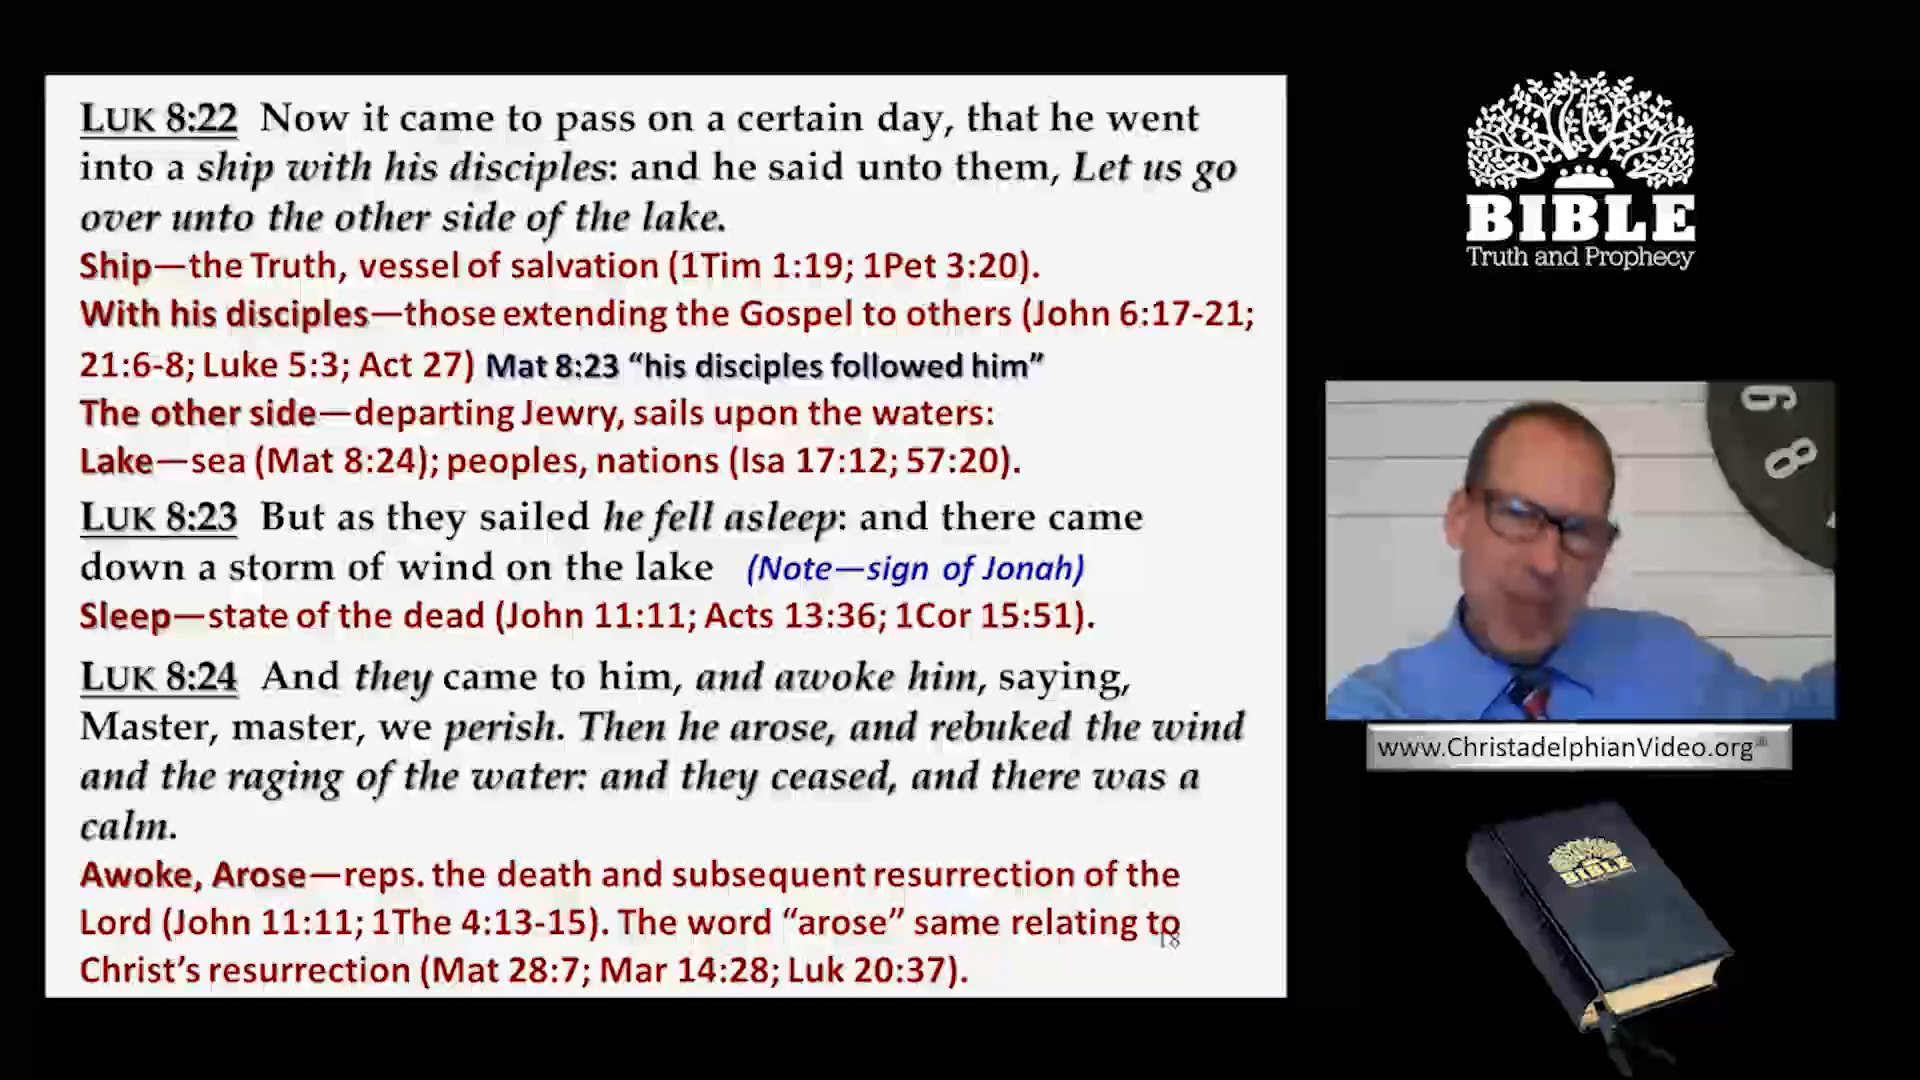 LUK 8:22 Now it came to pass on a certain day, that he went
into a ship with his disciples: and he said unto them, Let us go
over unto the other side of the lake.
Ship—the Truth, vessel of salvation (1Tim 1:19; 1Pet 3:20).
With his disciples—those extending the Gospel to others (John 6:17-21;
21:6-8; Luke 5:3; Act 27) Mat 8:23 “his disciples followed him”
The other side—departing Jewry, sails upon the waters:
Lake—sea (Mat 8:24); peoples, nations (Isa 17:12; 57:20).
LUK 8:23 But as they sailed he fell asleep: and there came
down a storm of wind on the lake (Note—sign of Jonah)
Sleep—state of the dead (John 11:11; Acts 13:36; 1Cor 15:51).
LUK 8:24 And they came to him, and awoke him, saying,
Master, master, we perish. Then he arose, and rebuked the wind
and the raging of the water: and they ceased, and there was a
calm.
Awoke, Arose—reps. the death and subsequent resurrection of the
Lord (John 11:11; 1The 4:13-15). The word “arose” same relating to
18
Christ’s resurrection (Mat 28:7; Mar 14:28; Luk 20:37).
BIBLE
Truth and Prophecy
6
8
www.ChristadelphianVideo.org
BIBLE